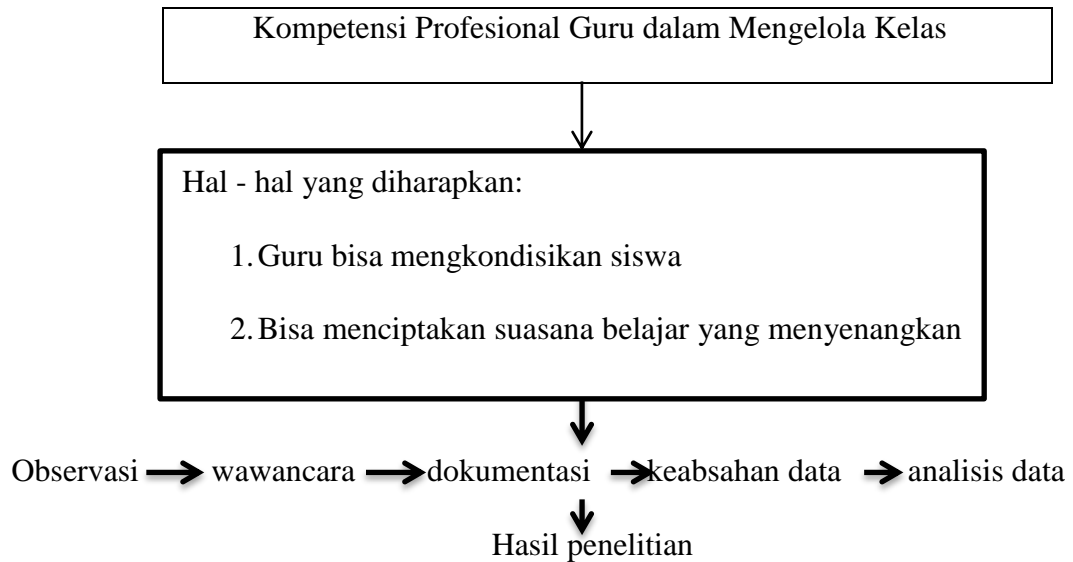 Kompetensi Profesional Guru dalam Mengelola Kelas
Hal - hal yang diharapkan:
1. Guru bisa mengkondisikan siswa
2. Bisa menciptakan suasana belajar yang menyenangkan
Observasi wawancara dokumentasi keabsahan data analisis data
Hasil penelitian